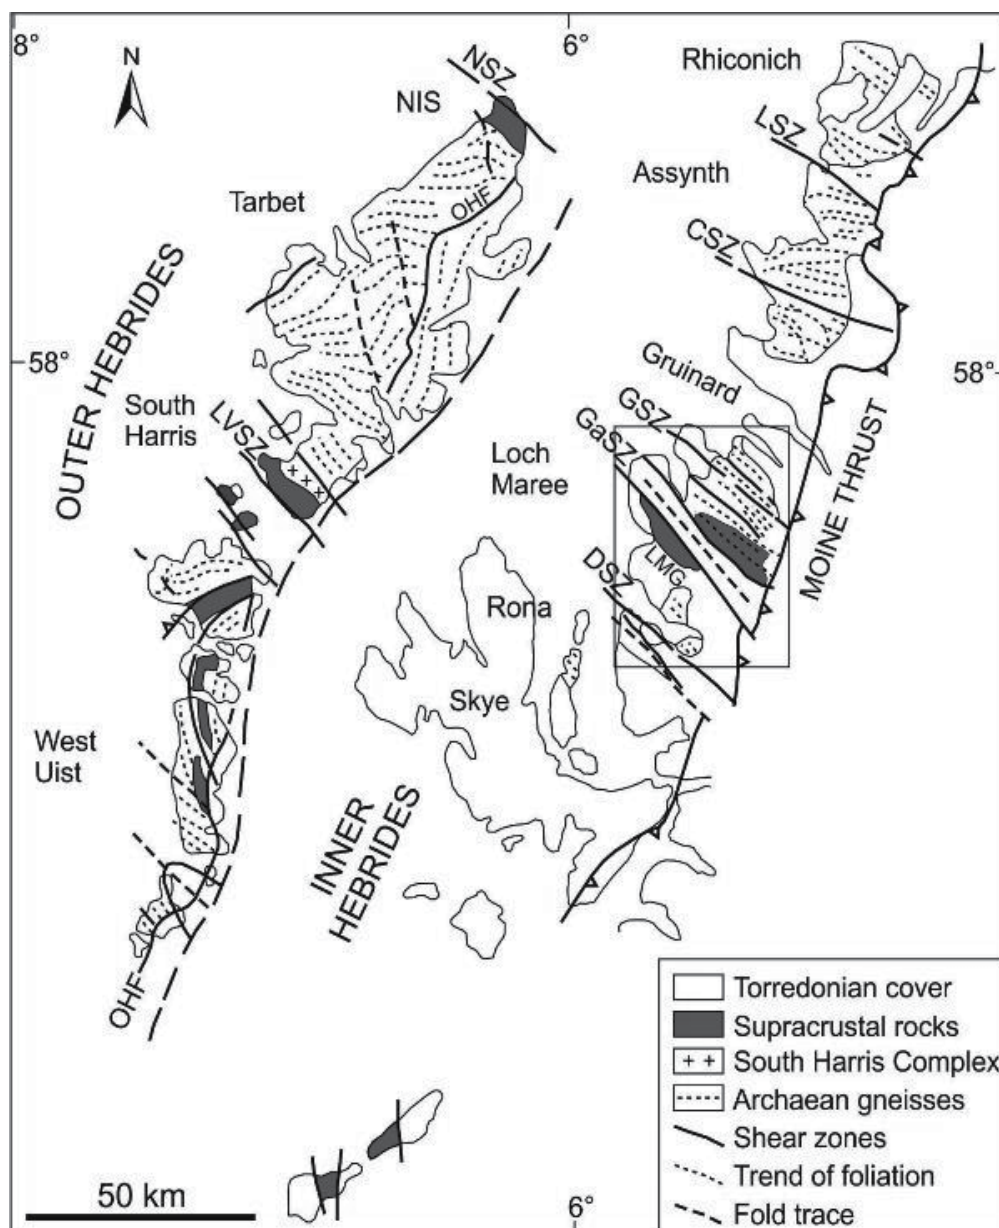 8°
6°
N
NSZ
NIS
Rhiconich
LSZ
Assynth
Tarbet
OHF
CSZ
OUTER HEBRIDES
58°
58°
Gruinard
South
Harris
LVSZ
GSZ
GaSZ
Loch
Maree
MOINE THRUST
LMG
DSZ
Rona
Skye
West
Uist
INNER
HEBRIDES
OHF
Torredonian cover
Supracrustal rocks
South Harris Complex
Archaean gneisses
Shear zones
Trend of foliation
Fold trace
50 km
6°